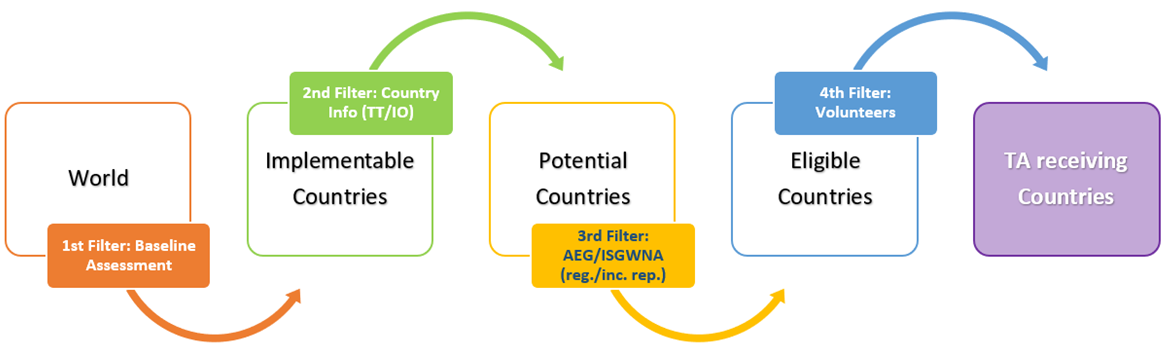 World
1st Filter: Baseline
Assessment
2nd Filter: Country
Info (TT/IO)
Implementable
Countries
Potential
Countries
3rd Filter:
AEG/ISGWNA
(reg./inc. rep.)
4th Filter:
Volunteers
Eligible
Countries
TA receiving
Countries